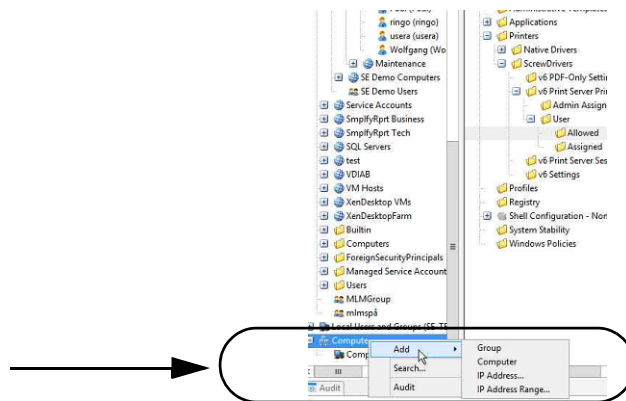 ringo (ringo)
usera (usera)
Wolfgang (Wo
Maintenance
SE Demo Computers
SE Demo Users
Service Accounts
SmplfyRprt Business
SmplfyRprt Tech
SQL Servers
test
VDIAB
VM Hosts
XenDesktop VMs
XenDesktopFarm
Builtin
Computers
ForeignSecurityPrincipals
Managed Service Account
Users
MLMGroup
mlmspå
Local Users and Groups (SE-TE
Compute
Comp
Audit
Administrative Templates
Applications
Printers
Native Drivers
ScrewDrivers
v6 PDF-Only Setti
v6 Print Server Pri
Admin Assign
User
Allowed
Assigned
v6 Print Server Ses
v6 Settings
Profiles
Registry
Shell Configuration - Non
System Stability
Windows Policies
Add
Search...
Audit
Group
Computer
IP Address...
IP Address Range...